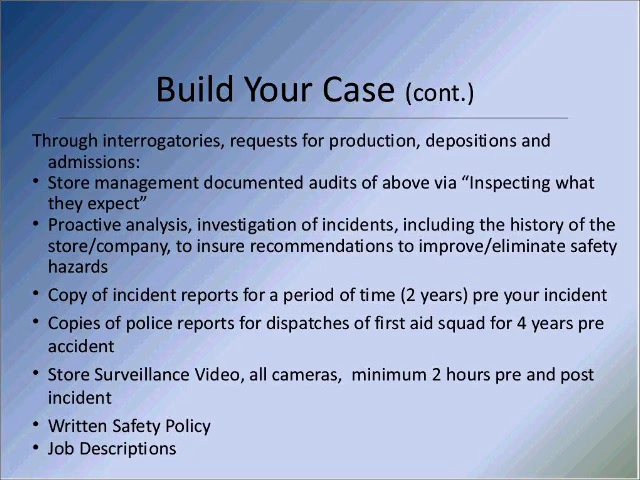 Build Your Case (cont.)
Through interrogatories, requests for production, depositions and
admissions:
• Store management documented audits of above via “Inspecting what
they expect”
• Proactive analysis, investigation of incidents, including the history of the
store/company, to insure recommendations to improve/eliminate safety
hazards
• Copy of incident reports for a period of time (2 years) pre your incident
• Copies of police reports for dispatches of first aid squad for 4 years pre
accident
• Store Surveillance Video, all cameras, minimum 2 hours pre and post
incident
• Written Safety Policy
• Job Descriptions